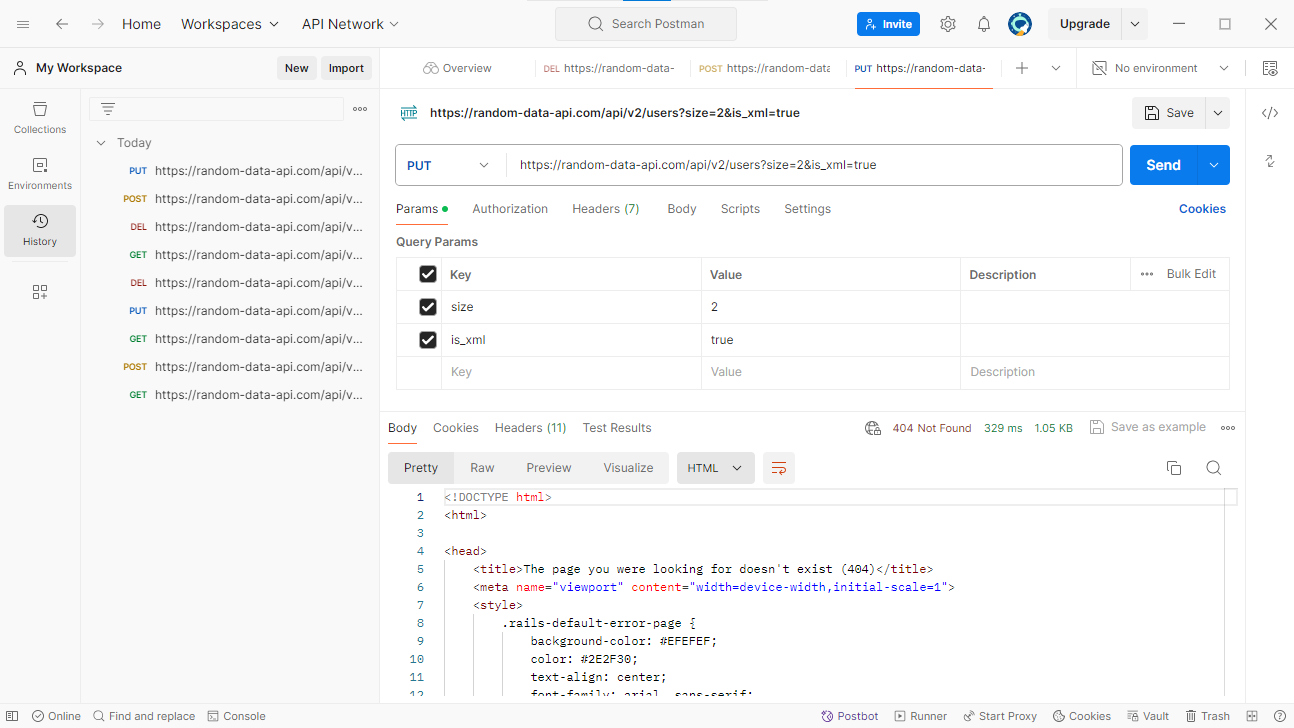 Home Workspaces API Network Search Postman Invite Upgrade
My Workspace New Import Overview DEL https://random-data- POST https://random-data PUT https://random-data- No environment
HTTP https://random-data-api.com/api/v2/users?size=2&is_xml=true Save
Collections
Environments
History
Today
PUT https://random-data-api.com/api/v...
POST https://random-data-api.com/api/v...
DEL https://random-data-api.com/api/v...
GET https://random-data-api.com/api/v...
DEL https://random-data-api.com/api/v...
PUT https://random-data-api.com/api/v...
GET https://random-data-api.com/api/v...
POST https://random-data-api.com/api/v...
GET https://random-data-api.com/api/v...
PUT https://random-data-api.com/api/v2/users?size=2&is_xml=true Send
Params Authorization Headers (7) Body Scripts Settings Cookies
Query Params
Key Value Description Bulk Edit
size 2
is_xml true
Key Value Description
Body Cookies Headers (11) Test Results 404 Not Found 329 ms 1.05 KB Save as example
Pretty Raw Preview Visualize HTML
1 <!DOCTYPE html>
2 <html>
3
4 <head>
5 <title>The page you were looking for doesn't exist (404)</title>
6 <meta name="viewport" content="width=device-width,initial-scale=1">
7 <style>
8 .rails-default-error-page {
9 background-color: #EFEFEF;
10 color: #2E2F30;
11 text-align: center;
12 font-family: arial, sans-serif;
Online Find and replace Console Postbot Runner Start Proxy Cookies Vault Trash